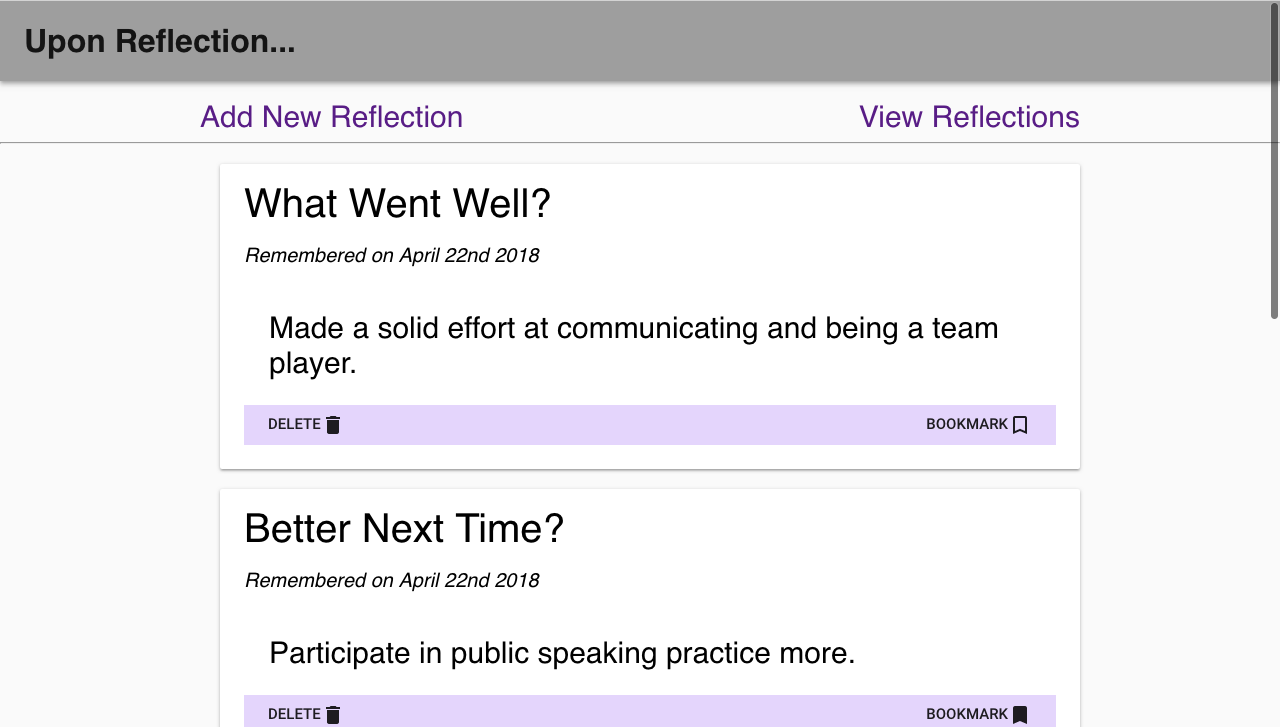 Upon Reflection...
Add New Reflection View Reflections
What Went Well?
Remembered on April 22nd 2018
Made a solid effort at communicating and being a team
player.
DELETE BOOKMARK
Better Next Time?
Remembered on April 22nd 2018
Participate in public speaking practice more.
DELETE BOOKMARK